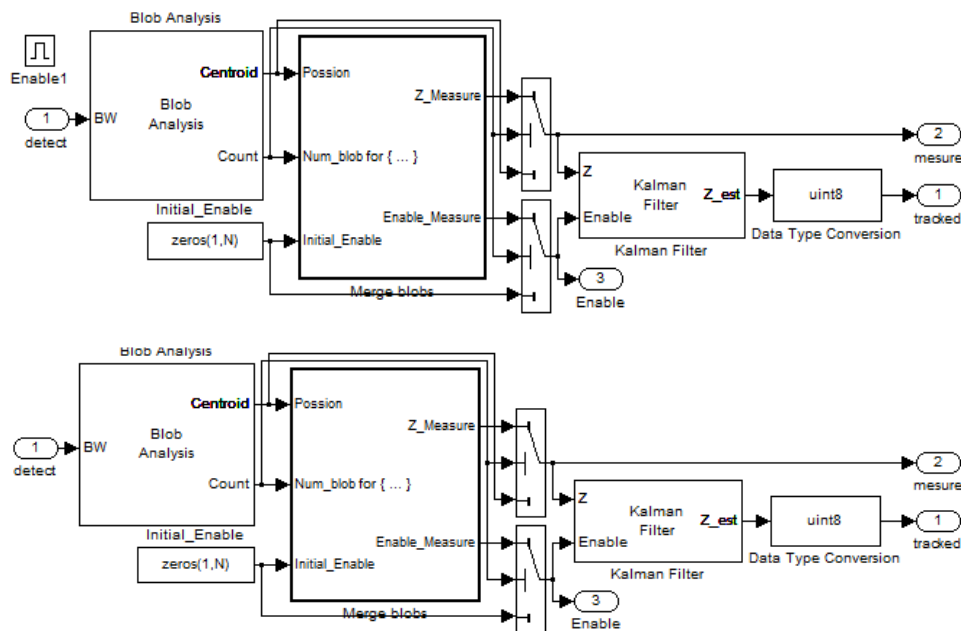 Blob Analysis
Enable1
1
detect
BW
Blob
Analysis
Centroid
Count
Initial_Enable
zeros(1,N)
Possion
Num_blob for { ... }
Initial_Enable
Z_Measure
Enable_Measure
Merge blobs
Z
Enable
Kalman
Filter
Z_est
Kalman Filter
uint8
Data Type Conversion
2
mesure
1
tracked
3
Enable
Blob Analysis
1
detect
BW
Blob
Analysis
Centroid
Count
Initial_Enable
zeros(1,N)
Possion
Num_blob for { ... }
Initial_Enable
Z_Measure
Enable_Measure
Merge blobs
Z
Enable
Kalman
Filter
Z_est
Kalman Filter
uint8
Data Type Conversion
2
mesure
1
tracked
3
Enable